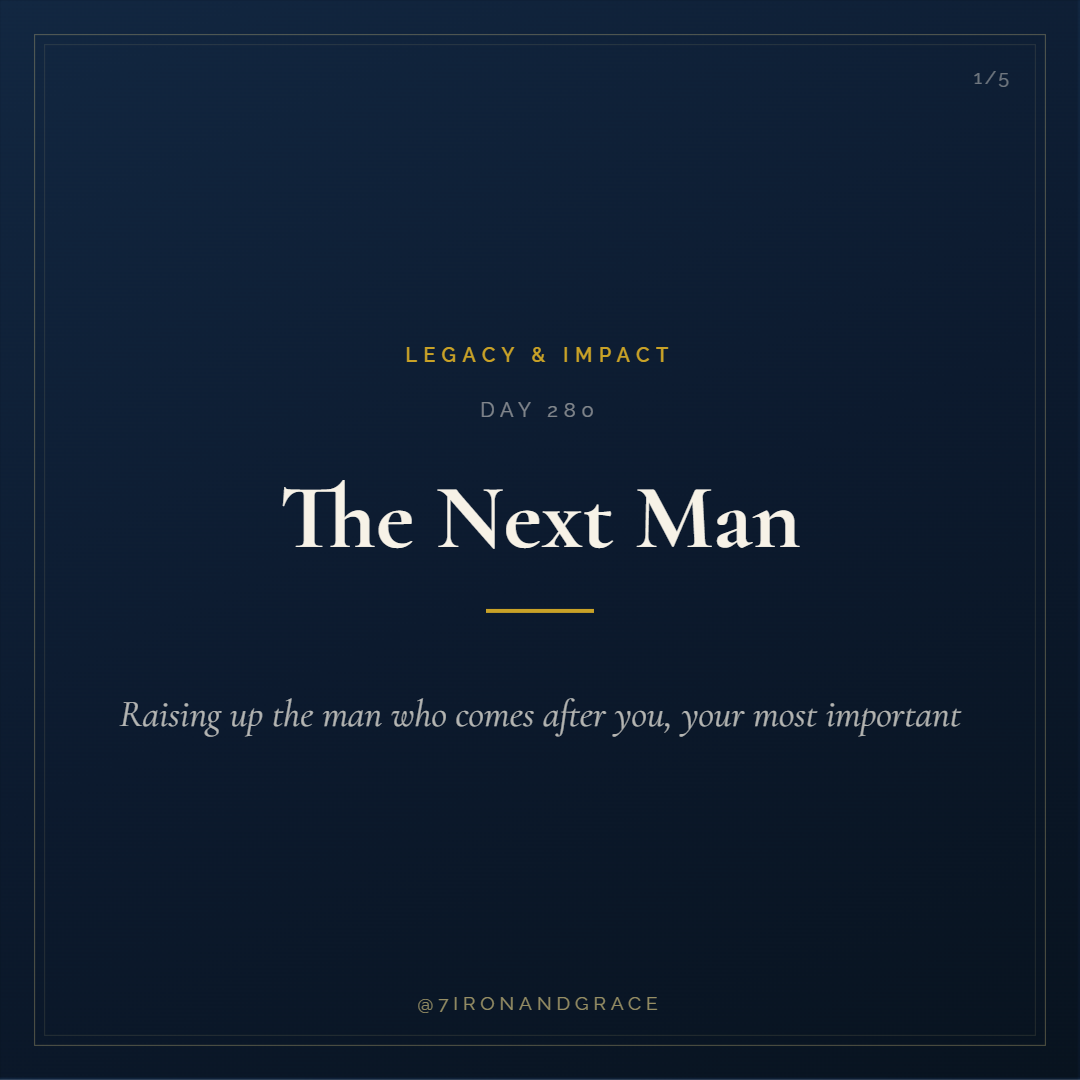 1/5
LEGACY & IMPACT
DAY 280
The Next Man
Raising up the man who comes after you, your most important
@7IRONANDGRACE